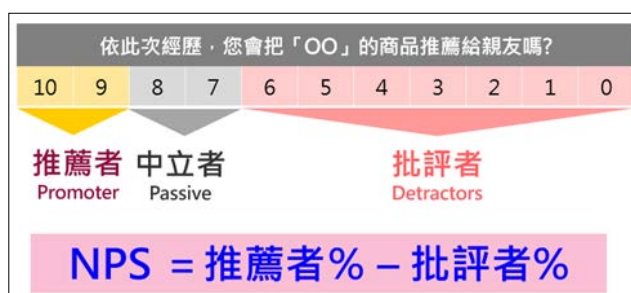 依此次經歷，您會把「OO」的商品推薦給親友嗎?
10 9 8 7 6 5 4 3 2 1 0
推薦者 中立者 批評者
Promoter Passive Detractors
NPS = 推薦者% – 批評者%